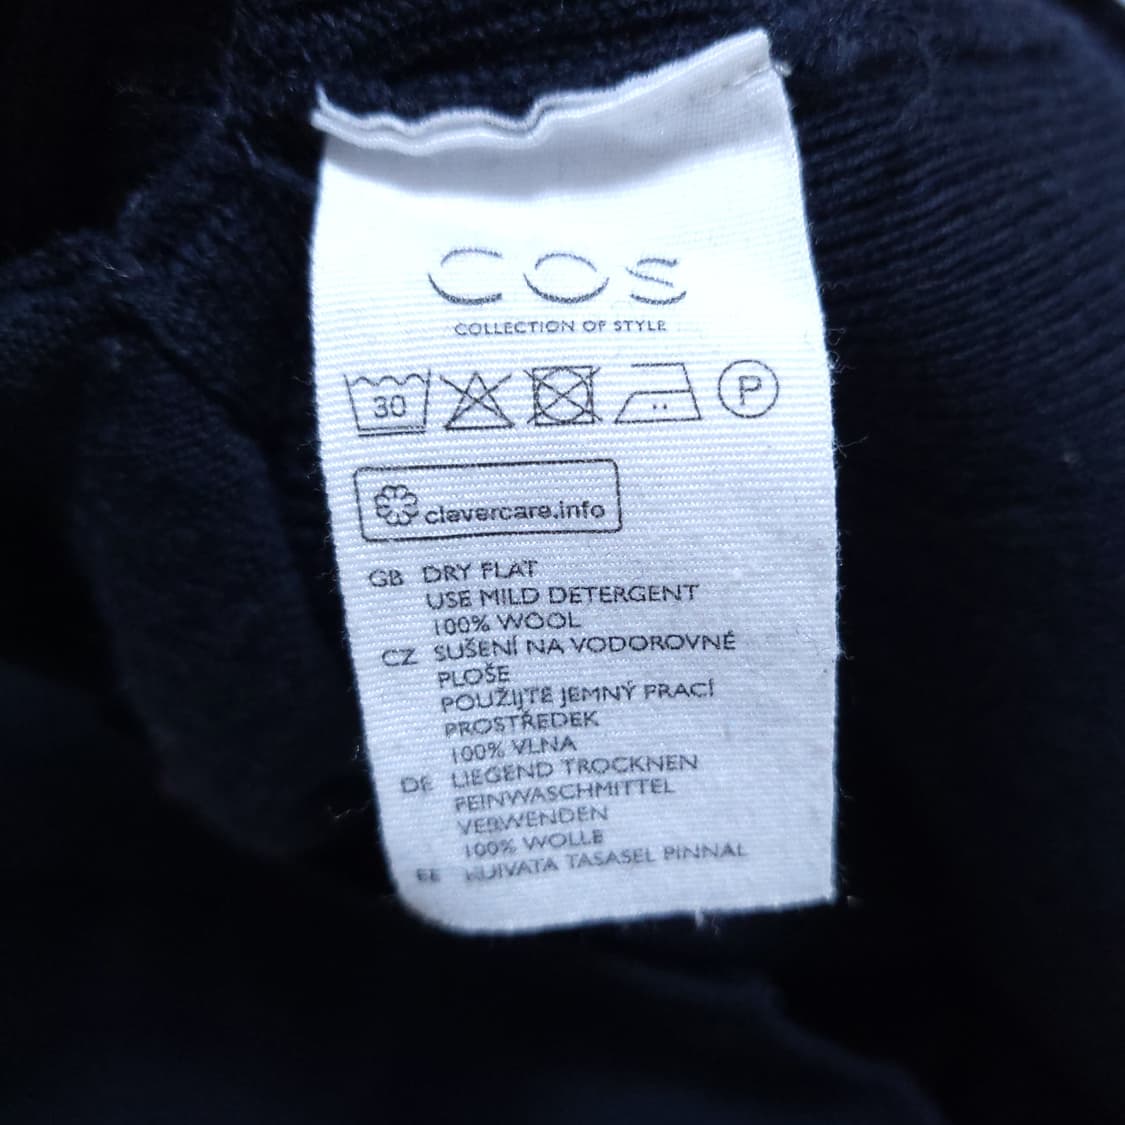 COS
COLLECTION OF STYLE
30
P
clevercare.info
GB DRY FLAT
USE MILD DETERGENT
100% WOOL
CZ SUŠENÍ NA VODOROVNÉ
PLOŠE
POUŽIJTE JEMNÝ PRACÍ
PROSTŘEDEK
100% VLNA
DE LIEGEND TROCKNEN
FEINWASCHMITTEL
VERWENDEN
100% WOLLE
EE KUIVATA TASASEL PINNAL